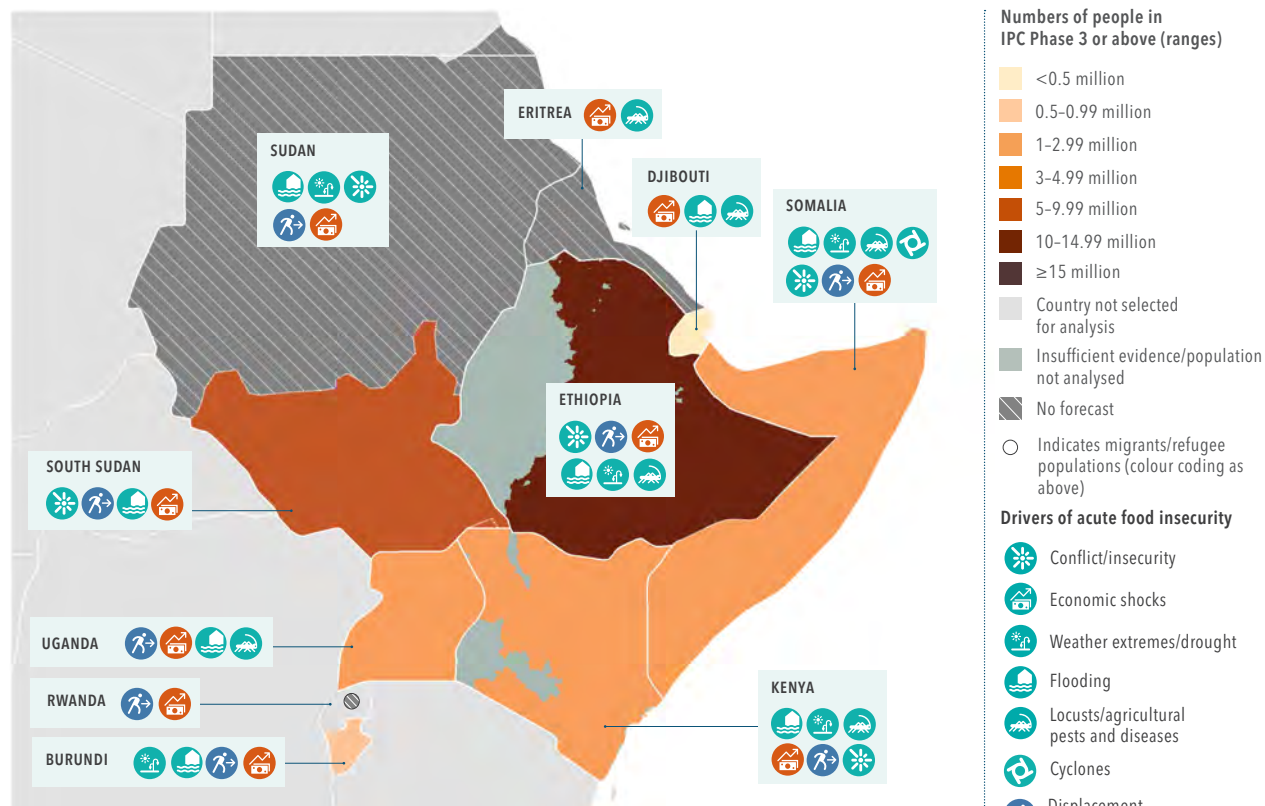 ERITREA
SUDAN
DJIBOUTI
SOMALIA
ETHIOPIA
SOUTH SUDAN
UGANDA
RWANDA
BURUNDI
KENYA
Numbers of people in
IPC Phase 3 or above (ranges)
<0.5 million
0.5–0.99 million
1–2.99 million
3–4.99 million
5–9.99 million
10–14.99 million
≥15 million
Country not selected
for analysis
Insufficient evidence/population
not analysed
No forecast
Indicates migrants/refugee
populations (colour coding as
above)
Drivers of acute food insecurity
Conflict/insecurity
Economic shocks
Weather extremes/drought
Flooding
Locusts/agricultural
pests and diseases
Cyclones
Displacement